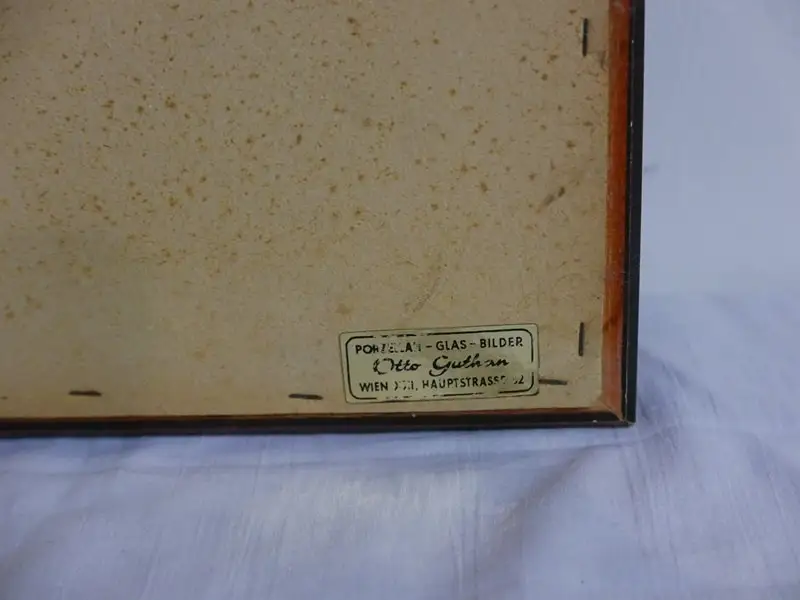 PORZELLAN - GLAS - BILDER
Otto Guthan
WIEN HAUPTSTRASSE